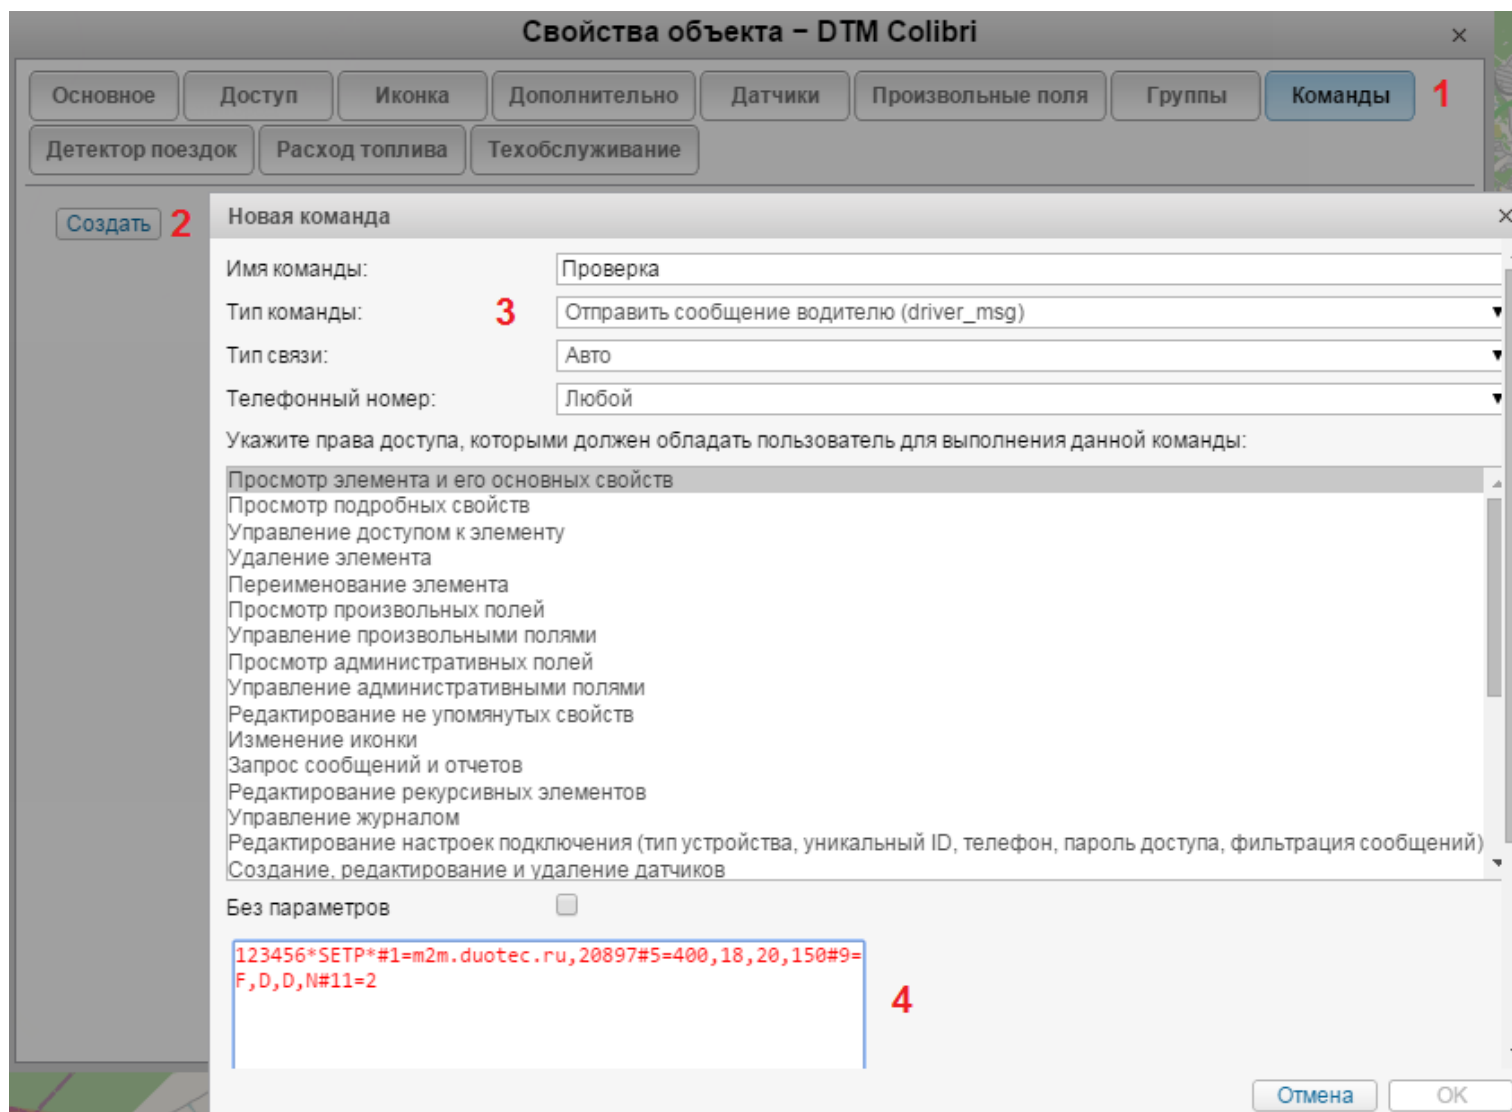 Свойства объекта – DTM Colibri
Основное Доступ Иконка Дополнительно Датчики Произвольные поля Группы Команды 1
Детектор поездок Расход топлива Техобслуживание
Создать 2
Новая команда
Имя команды: Проверка
Тип команды: 3 Отправить сообщение водителю (driver_msg)
Тип связи: Авто
Телефонный номер: Любой
Укажите права доступа, которыми должен обладать пользователь для выполнения данной команды:
Просмотр элемента и его основных свойств
Просмотр подробных свойств
Управление доступом к элементу
Удаление элемента
Переименование элемента
Просмотр произвольных полей
Управление произвольными полями
Просмотр административных полей
Управление административными полями
Редактирование не упомянутых свойств
Изменение иконки
Запрос сообщений и отчетов
Редактирование рекурсивных элементов
Управление журналом
Редактирование настроек подключения (тип устройства, уникальный ID, телефон, пароль доступа, фильтрация сообщений)
Создание, редактирование и удаление датчиков
Без параметров
123456*SETP*#1=m2m.duotec.ru,20897#5=400,18,20,150#9=
F,D,D,N#11=2
4
Отмена OK